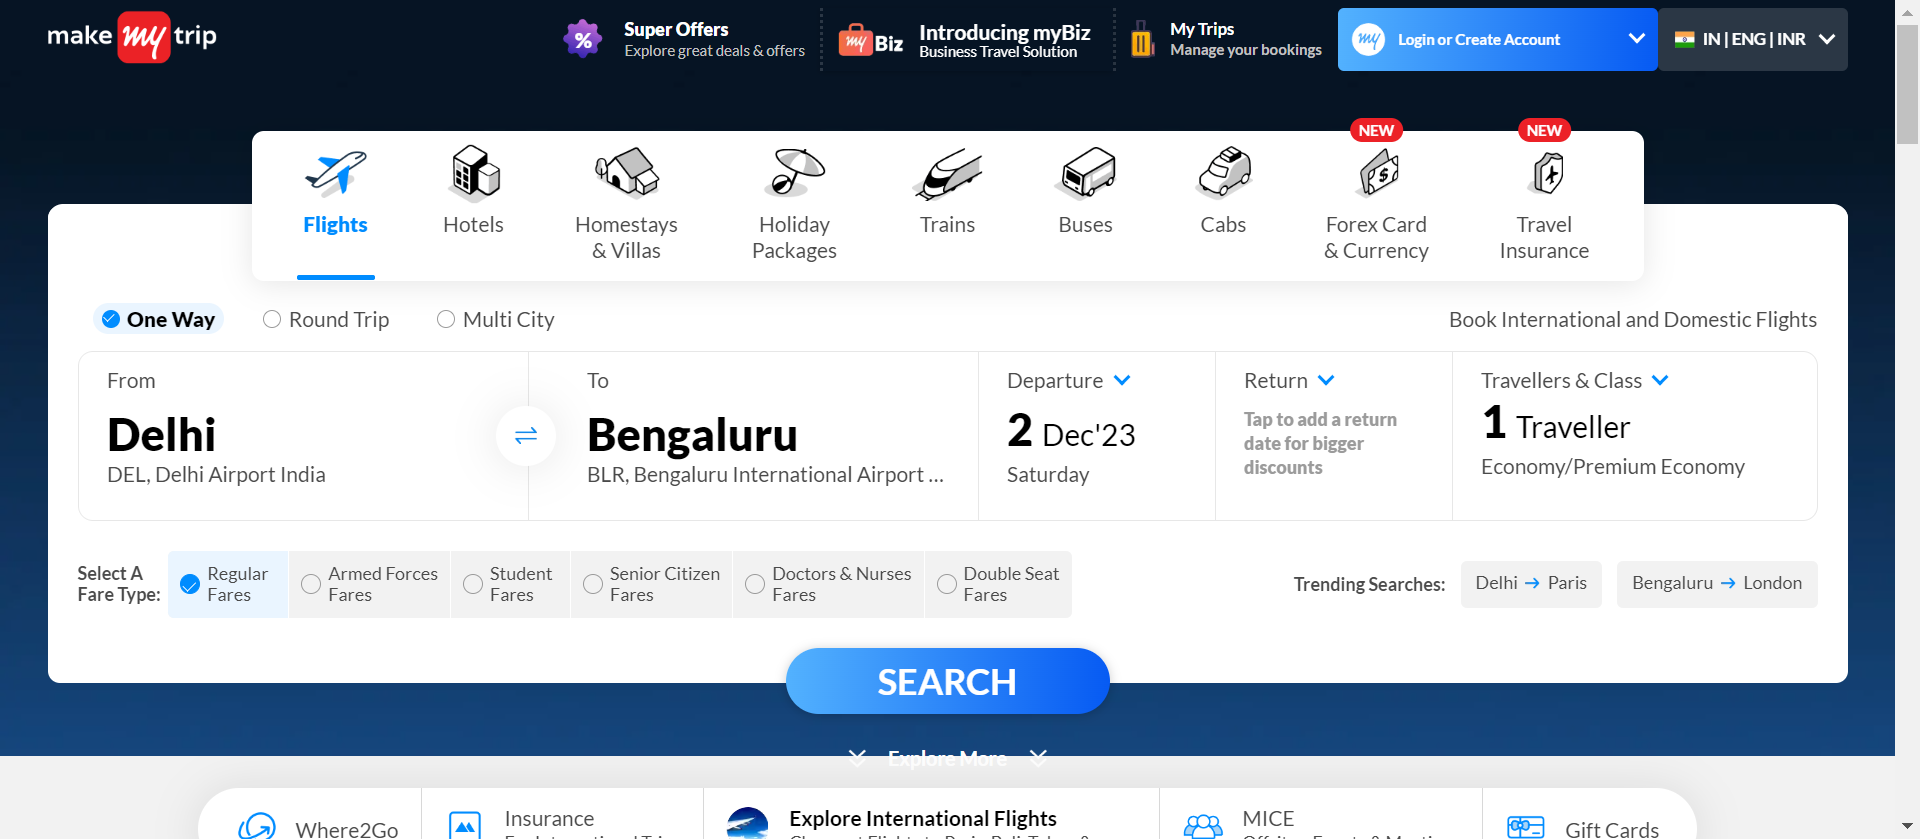 make my trip
%
Super Offers
Explore great deals & offers
my Biz
Introducing myBiz
Business Travel Solution
My Trips
Manage your bookings
my
Login or Create Account
IN | ENG | INR
NEW
NEW
Flights
Hotels
Homestays
& Villas
Holiday
Packages
Trains
Buses
Cabs
Forex Card
& Currency
Travel
Insurance
One Way
Round Trip
Multi City
Book International and Domestic Flights
From
Delhi
DEL, Delhi Airport India
To
Bengaluru
BLR, Bengaluru International Airport ...
Departure
2 Dec'23
Saturday
Return
Tap to add a return
date for bigger
discounts
Travellers & Class
1 Traveller
Economy/Premium Economy
Select A
Fare Type:
Regular
Fares
Armed Forces
Fares
Student
Fares
Senior Citizen
Fares
Doctors & Nurses
Fares
Double Seat
Fares
Trending Searches:
Delhi → Paris
Bengaluru → London
SEARCH
Explore More
Where2Go
Insurance
Explore International Flights
MICE
Gift Cards